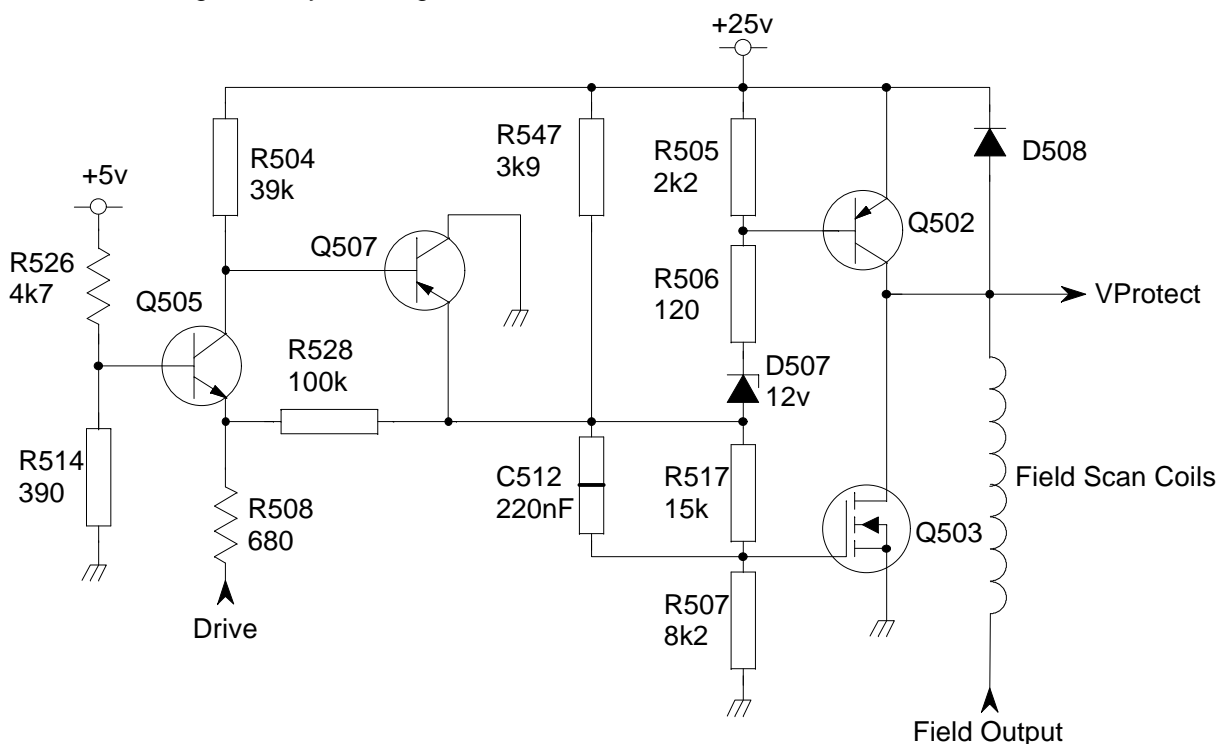 +25v
R504
39k
R547
3k9
R505
2k2
D508
+5v
Q507
Q502
R526
4k7
R506
120
VProtect
Q505
R528
100k
D507
12v
R514
390
R508
680
C512
220nF
R517
15k
Field Scan Coils
Q503
R507
8k2
Drive
Field Output